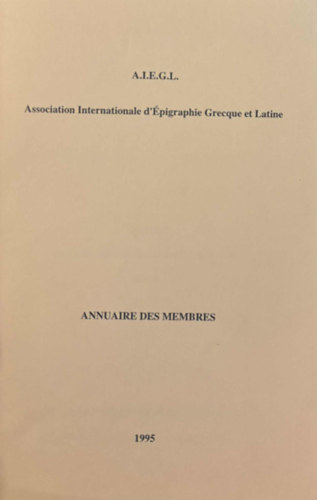 A.I.E.G.L.
Association Internationale d'Épigraphie Grecque et Latine
ANNUAIRE DES MEMBRES
1995